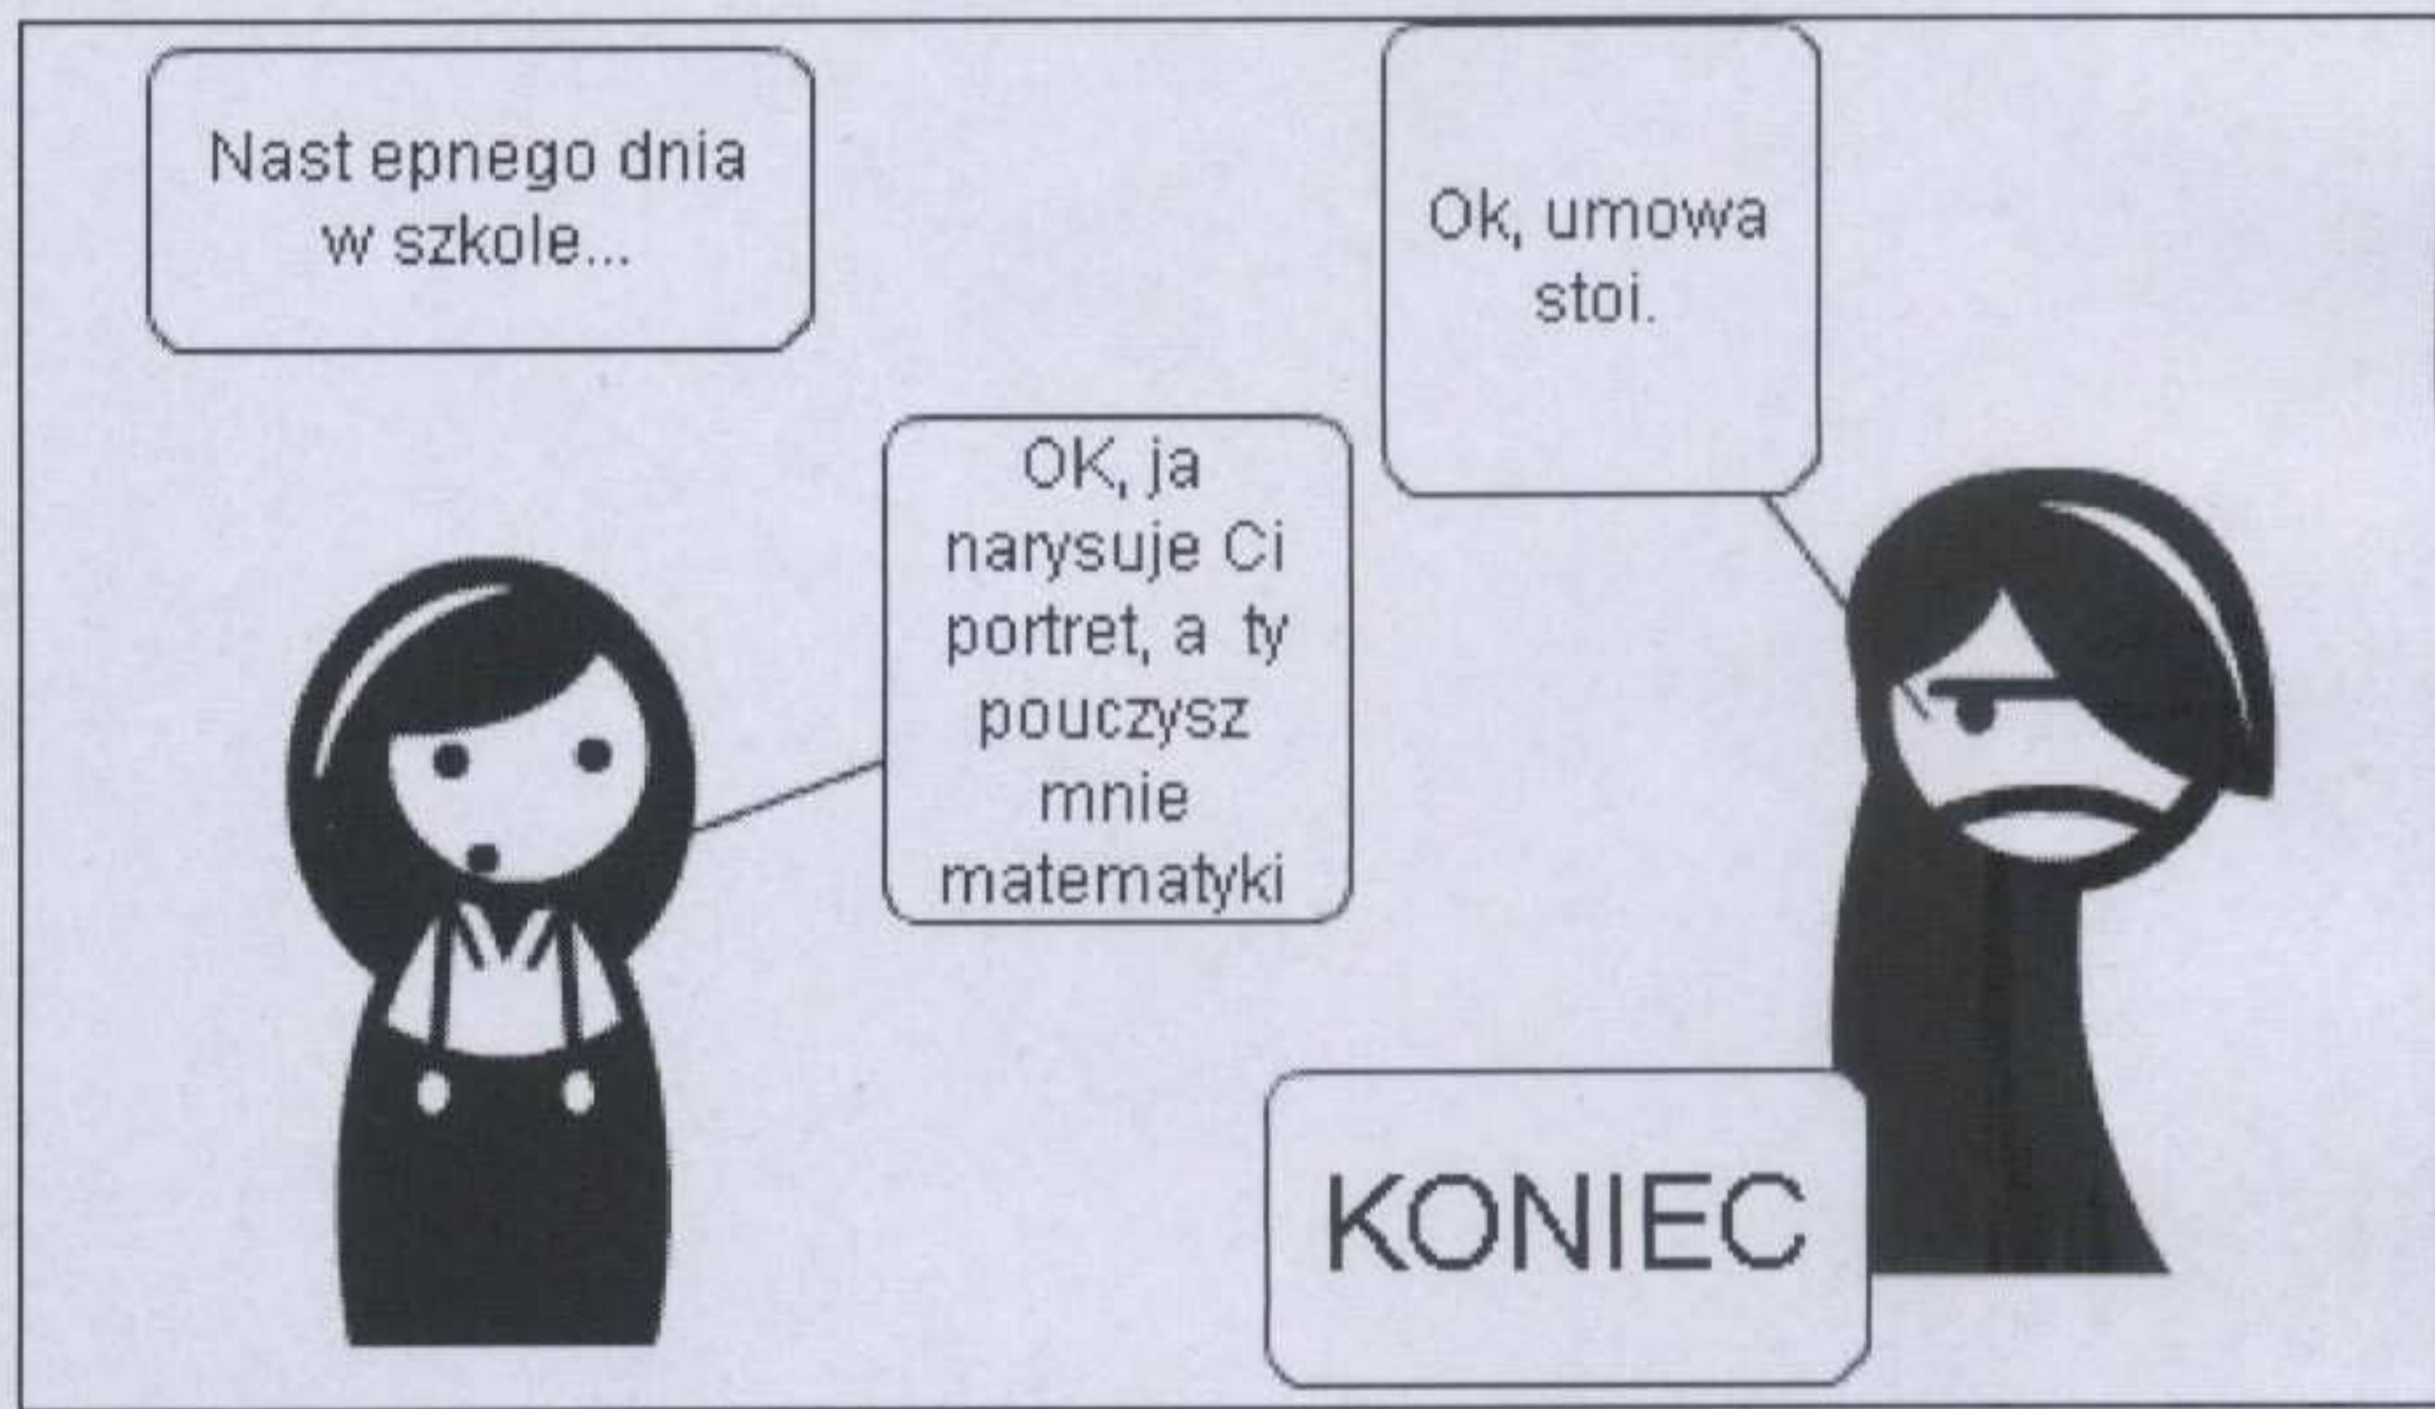 Nast epnego dnia
w szkole...
OK, ja
narysuje Ci
portret, a ty
pouczysz
mnie
matematyki
Ok, umowa
stoi.
KONIEC